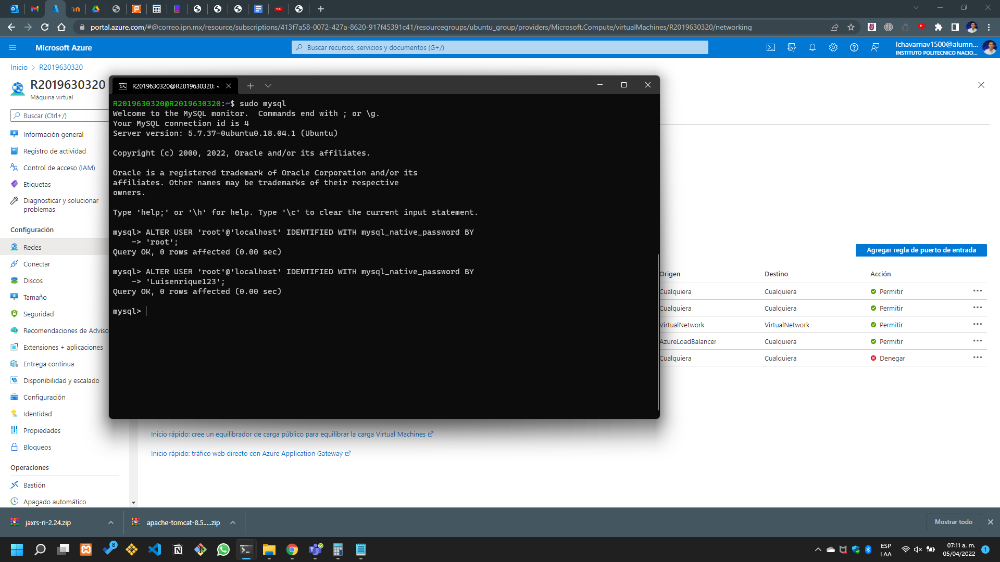 portal.azure.com/#@correo.ipn.mx/resource/subscriptions/413f7a58-0072-427a-8620-917f45391c41/resourcegroups/ubuntu_group/providers/Microsoft.Compute/virtualMachines/R2019630320/networking
Microsoft Azure
Buscar recursos, servicios y documentos (G+/)
lchavarriav1500@alumn...
INSTITUTO POLITECNICO NACIO...
Inicio > R2019630320
R2019630320
Máquina virtual
Buscar (Ctrl+/)
Información general
Registro de actividad
Control de acceso (IAM)
Etiquetas
Diagnosticar y solucionar
problemas
Configuración
Redes
Conectar
Discos
Tamaño
Seguridad
Recomendaciones de Adviso
Extensiones + aplicaciones
Entrega continua
Disponibilidad y escalado
Configuración
Identidad
Propiedades
Bloqueos
Operaciones
Bastión
Apagado automático
R2019630320@R2019630320: ~
R2019630320@R2019630320:~$ sudo mysql
Welcome to the MySQL monitor.  Commands end with ; or \g.
Your MySQL connection id is 4
Server version: 5.7.37-0ubuntu0.18.04.1 (Ubuntu)
Copyright (c) 2000, 2022, Oracle and/or its affiliates.
Oracle is a registered trademark of Oracle Corporation and/or its
affiliates. Other names may be trademarks of their respective
owners.
Type 'help;' or '\h' for help. Type '\c' to clear the current input statement.
mysql> ALTER USER 'root'@'localhost' IDENTIFIED WITH mysql_native_password BY
    -> 'root';
Query OK, 0 rows affected (0.00 sec)
mysql> ALTER USER 'root'@'localhost' IDENTIFIED WITH mysql_native_password BY
    -> 'Luisenrique123';
Query OK, 0 rows affected (0.00 sec)
mysql>
Agregar regla de puerto de entrada
Origen Destino Acción
Cualquiera Cualquiera Permitir
Cualquiera Cualquiera Permitir
VirtualNetwork VirtualNetwork Permitir
AzureLoadBalancer Cualquiera Permitir
Cualquiera Cualquiera Denegar
Inicio rápido: cree un equilibrador de carga público para equilibrar la carga Virtual Machines
Inicio rápido: tráfico web directo con Azure Application Gateway
jaxrs-ri-2.24.zip
apache-tomcat-8.5.....zip
Mostrar todo
8
ESP
LAA
07:11 a. m.
05/04/2022
1